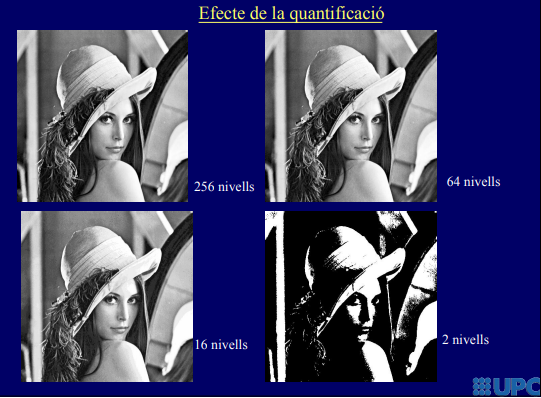 Efecte de la quantificació
256 nivells
64 nivells
16 nivells
2 nivells
UPC